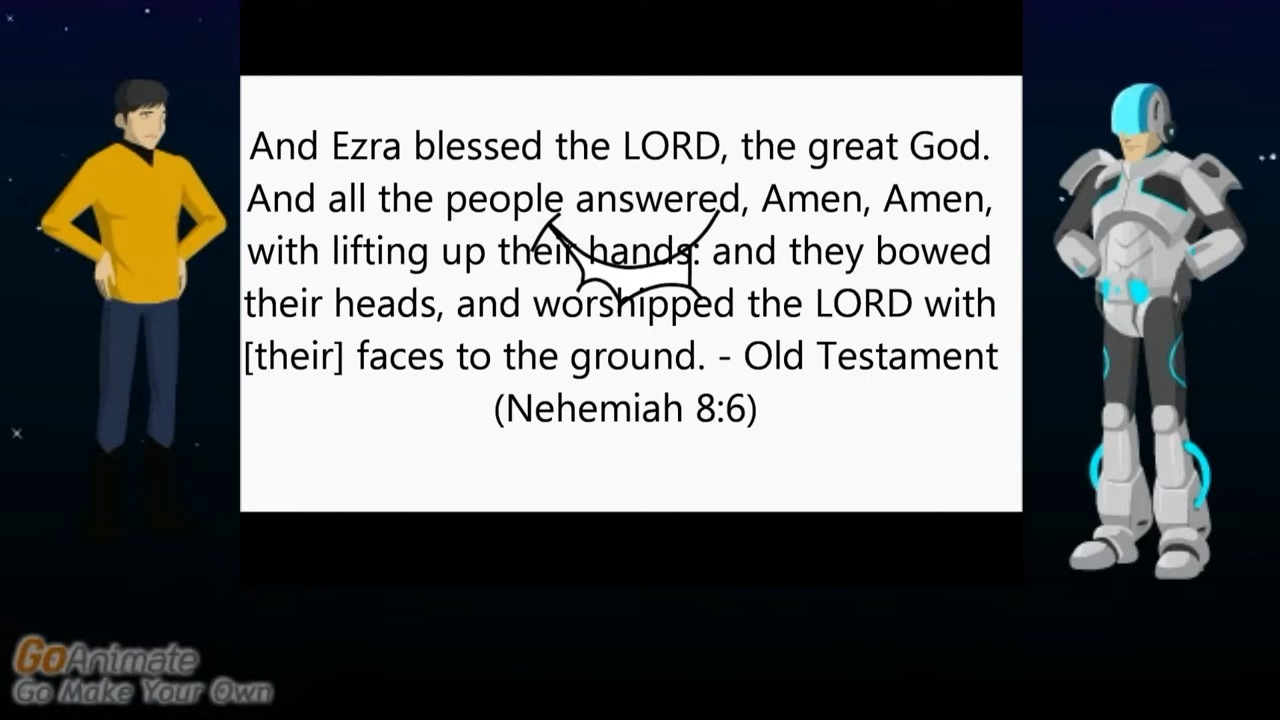 And Ezra blessed the LORD, the great God.
And all the people answered, Amen, Amen,
with lifting up their hands: and they bowed
their heads, and worshipped the LORD with
[their] faces to the ground. - Old Testament
(Nehemiah 8:6)
GoAnimate
Go Make Your Own